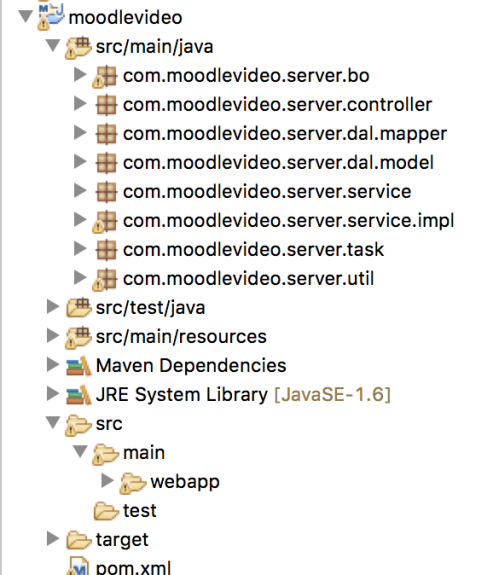 moodlevideo
src/main/java
com.moodlevideo.server.bo
com.moodlevideo.server.controller
com.moodlevideo.server.dal.mapper
com.moodlevideo.server.dal.model
com.moodlevideo.server.service
com.moodlevideo.server.service.impl
com.moodlevideo.server.task
com.moodlevideo.server.util
src/test/java
src/main/resources
Maven Dependencies
JRE System Library [JavaSE-1.6]
src
main
webapp
test
target
pom.xml